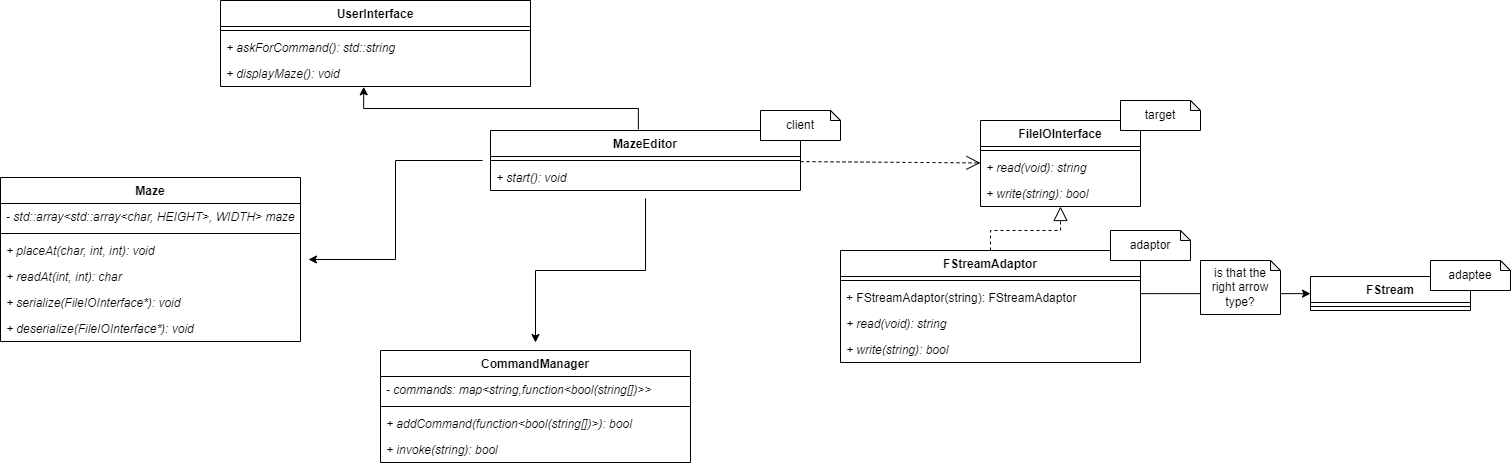 UserInterface
+ askForCommand(): std::string
+ displayMaze(): void
MazeEditor
client
+ start(): void
FileIOInterface
target
+ read(void): string
+ write(string): bool
Maze
- std::array<std::array<char, HEIGHT>, WIDTH> maze
+ placeAt(char, int, int): void
+ readAt(int, int): char
+ serialize(FileIOInterface*): void
+ deserialize(FileIOInterface*): void
FStreamAdaptor
adaptor
+ FStreamAdaptor(string): FStreamAdaptor
+ read(void): string
+ write(string): bool
is that the
right arrow
type?
FStream
adaptee
CommandManager
- commands: map<string,function<bool(string[])>>
+ addCommand(function<bool(string[])>): bool
+ invoke(string): bool